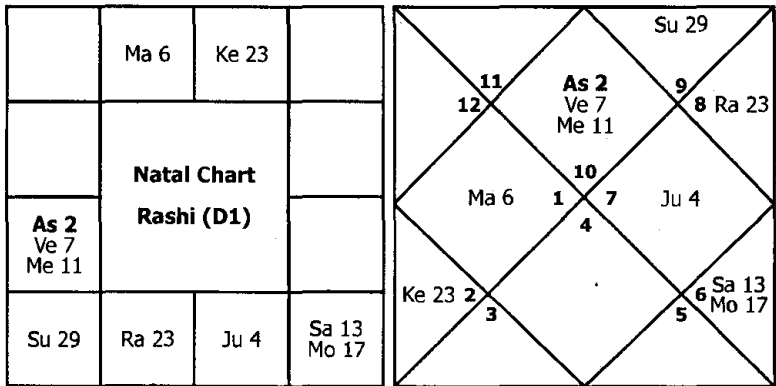 Ma 6
Ke 23
Natal Chart
Rashi (D1)
As 2
Ve 7
Me 11
Su 29
Ra 23
Ju 4
Sa 13
Mo 17
Su 29
11
As 2
Ve 7
Me 11
9
12
8 Ra 23
10
Ma 6
1
7
Ju 4
4
Ke 23 2
3
6 Sa 13
Mo 17
5